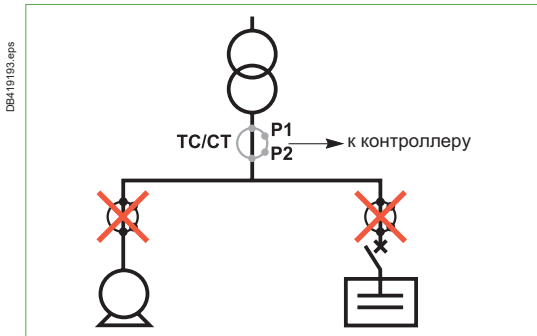 DB419193.eps
P1
TC/CT
к контроллеру
P2